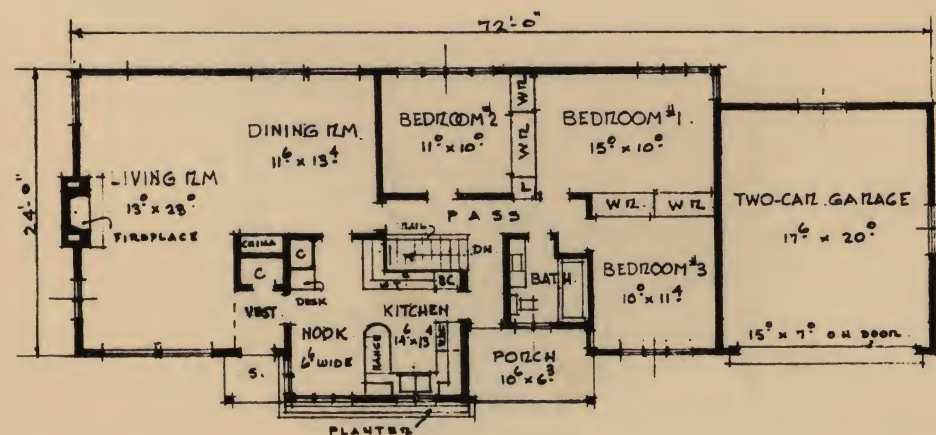 72'-0"
24'-0"
DINING RM.
11⁶ x 13⁴
BEDROOM #2
11⁰ x 10⁰
WR
WR
L
BEDROOM #1.
15⁰ x 10⁰
LIVING RM
13⁰ x 23⁰
FIREPLACE
PASS
WR.
WR.
TWO-CAR GARAGE
17⁶ x 20⁰
RAIL
DN.
CHINA
C
C
DESK
BC
BATH
BEDROOM #3
10⁰ x 11⁴
VEST.
NOOK
6⁶ WIDE
KITCHEN
14⁶ x 13⁴
RANGE
PORCH
10⁶ x 6³
15⁰ x 7⁰ OH DOOR
S.
PLANTER